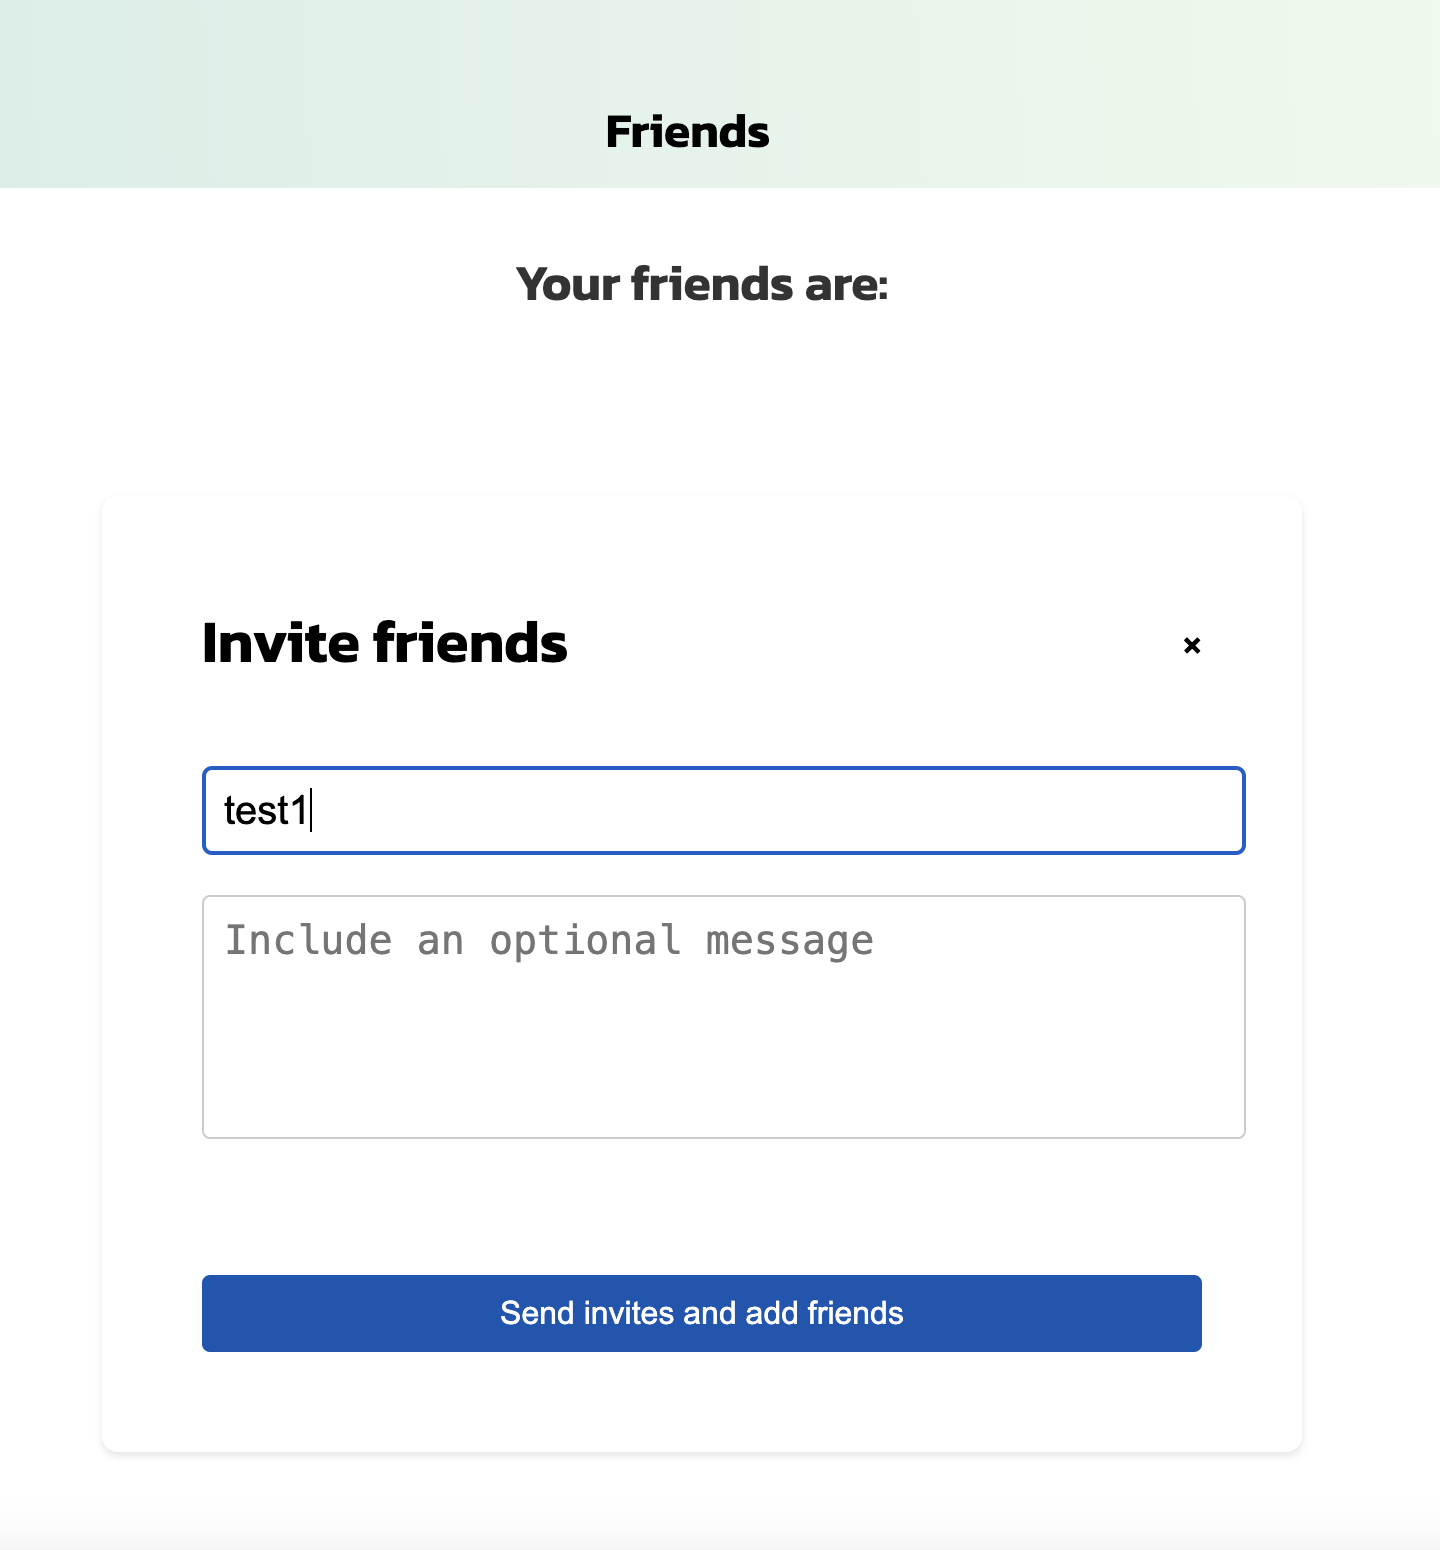 Friends
Your friends are:
Invite friends
×
test1
Include an optional message
Send invites and add friends